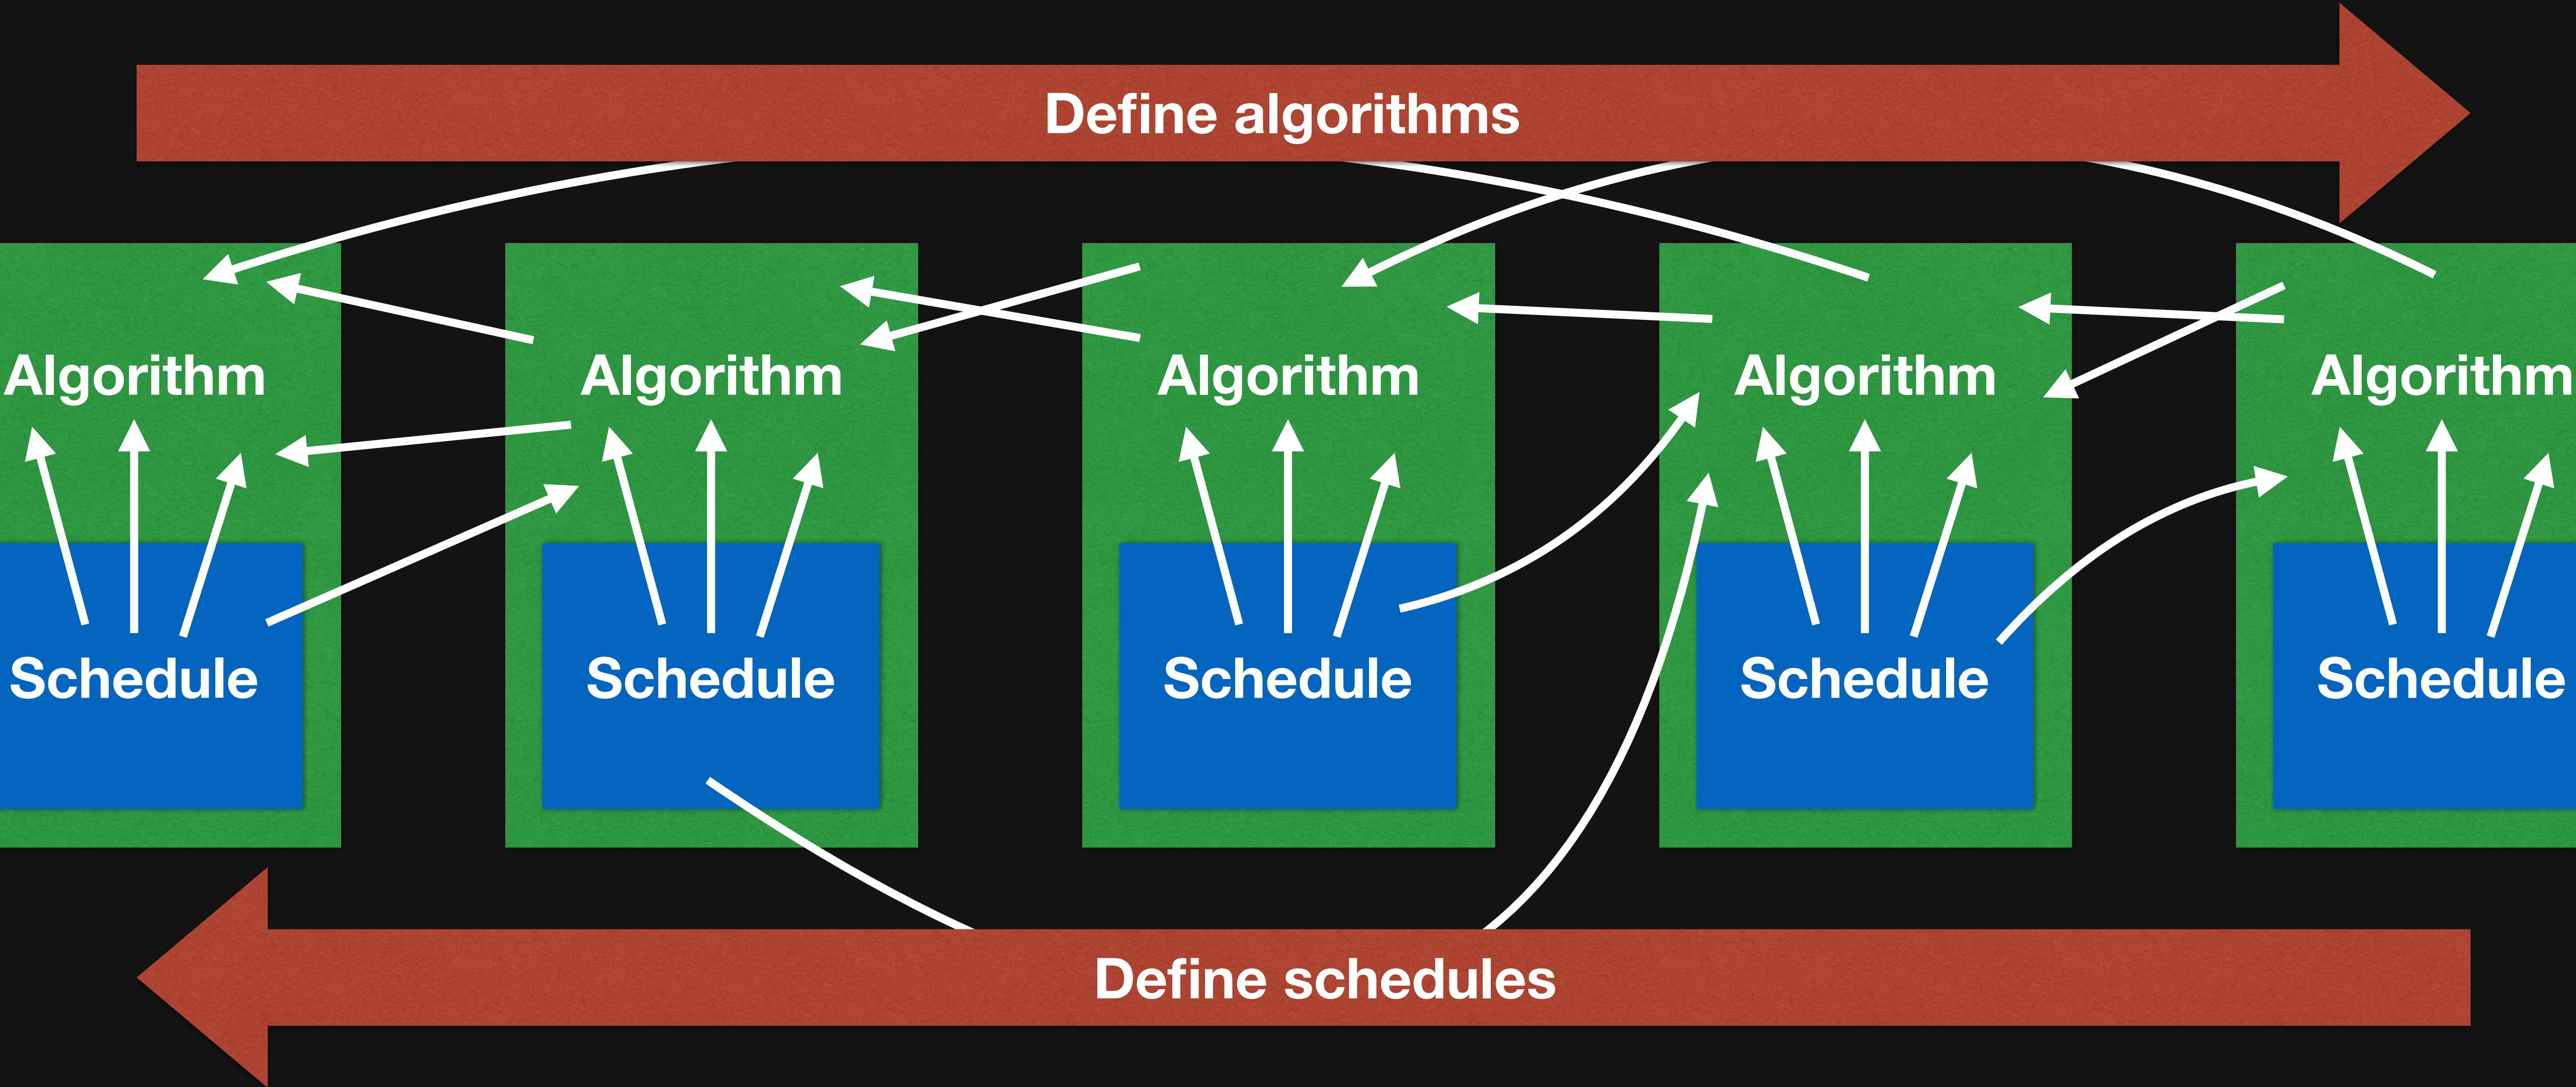 Define algorithms
Algorithm
Algorithm
Algorithm
Algorithm
Algorithm
Schedule
Schedule
Schedule
Schedule
Schedule
Define schedules